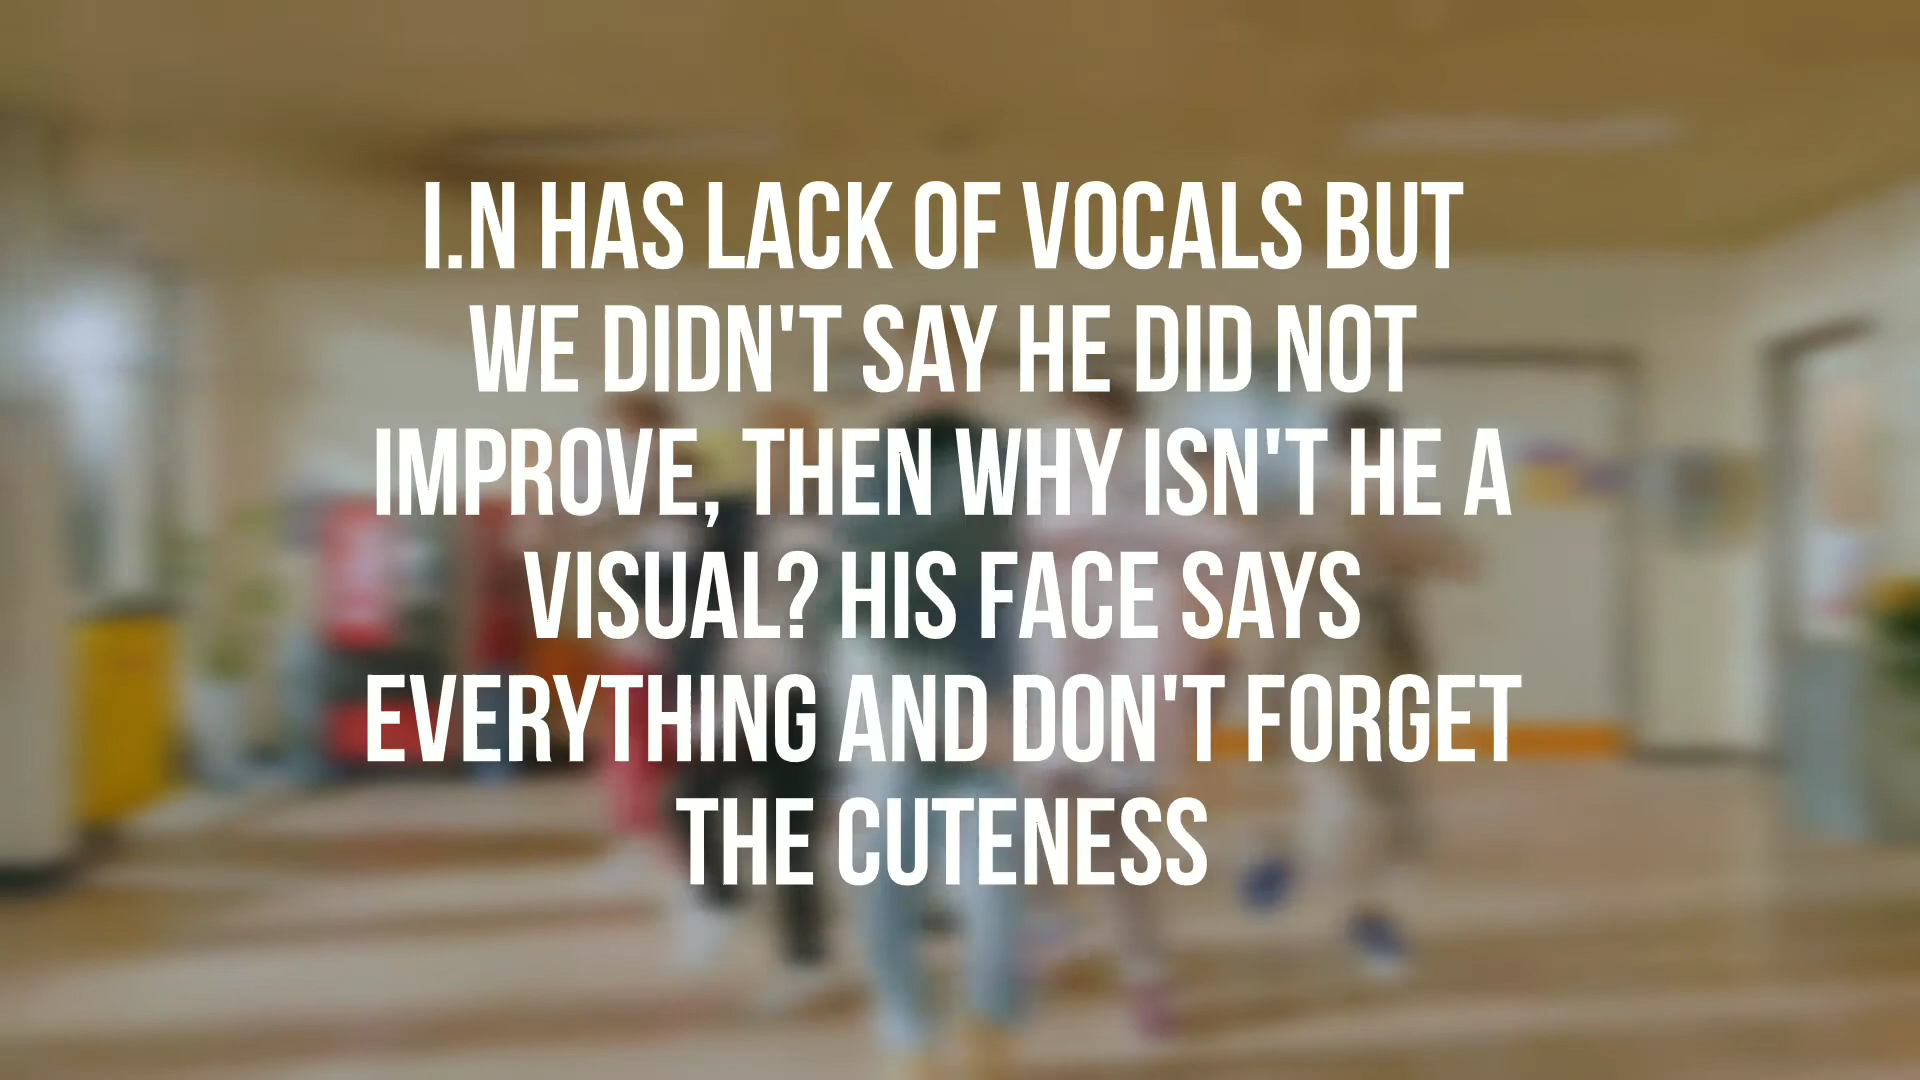 I.N HAS LACK OF VOCALS BUT
WE DIDN'T SAY HE DID NOT
IMPROVE, THEN WHY ISN'T HE A
VISUAL? HIS FACE SAYS
EVERYTHING AND DON'T FORGET
THE CUTENESS